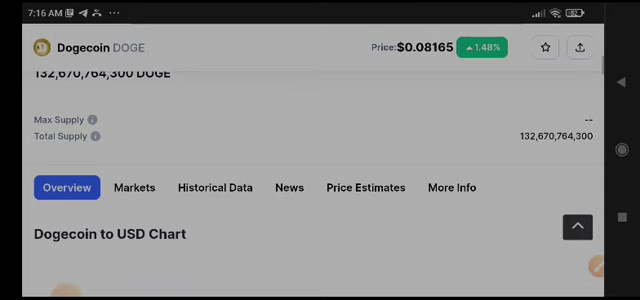 7:16 AM
52
Dogecoin DOGE
Price:$0.08165 1.48%
132,670,764,300 DOGE
Max Supply --
Total Supply 132,670,764,300
Overview Markets Historical Data News Price Estimates More Info
Dogecoin to USD Chart